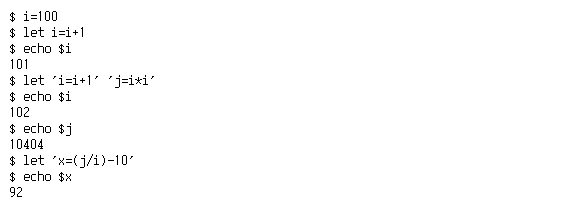 $ i=100
$ let i=i+1
$ echo $i
101
$ let 'i=i+1' 'j=i*i'
$ echo $i
102
$ echo $j
10404
$ let 'x=(j/i)-10'
$ echo $x
92